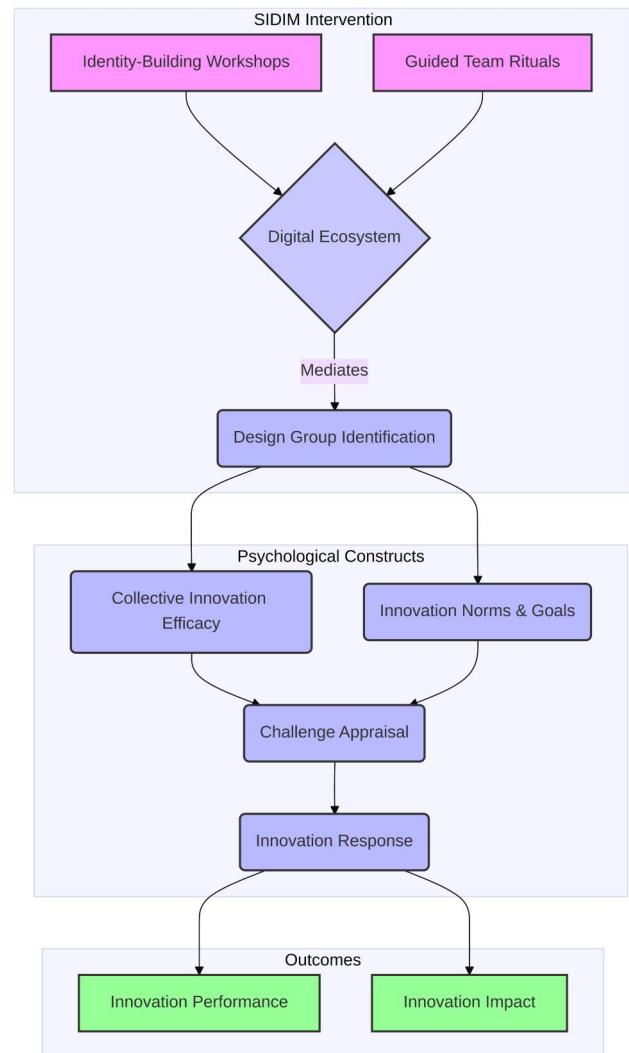 SIDIM Intervention
Identity-Building Workshops
Guided Team Rituals
Digital Ecosystem
Mediates
Design Group Identification
Psychological Constructs
Collective Innovation
Efficacy
Innovation Norms & Goals
Challenge Appraisal
Innovation Response
Outcomes
Innovation Performance
Innovation Impact